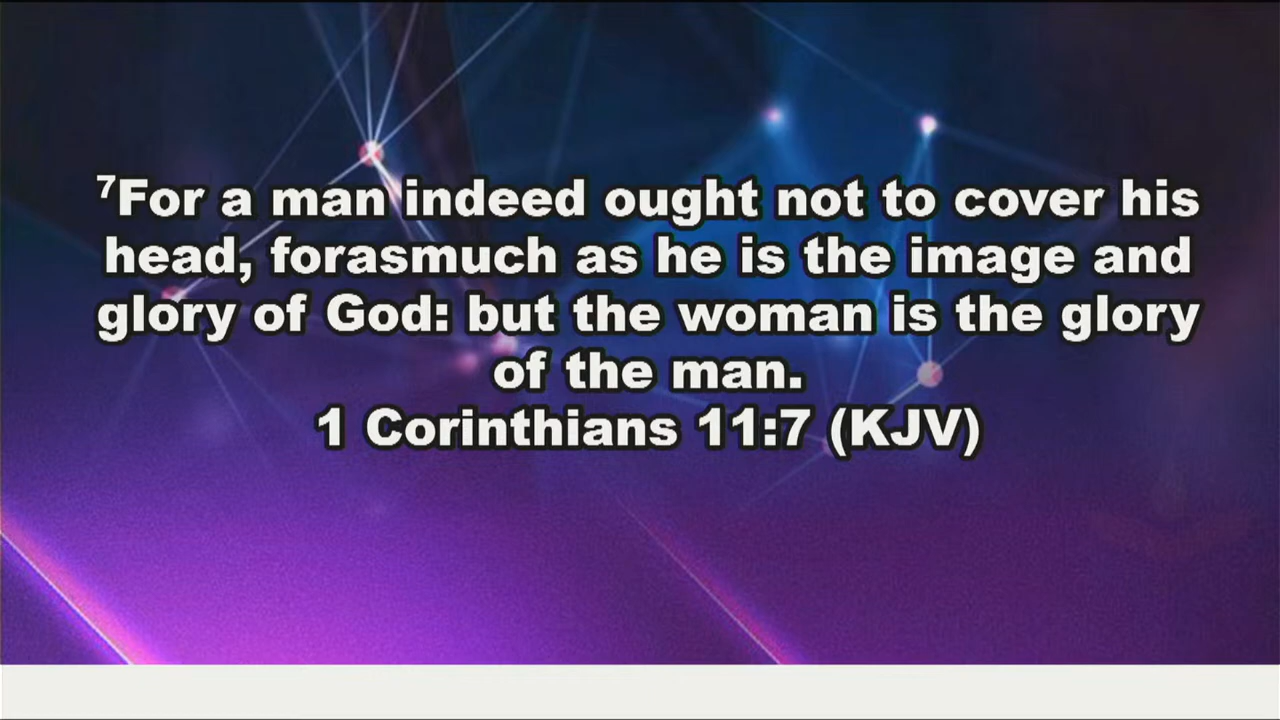 ⁷For a man indeed ought not to cover his
head, forasmuch as he is the image and
glory of God: but the woman is the glory
of the man.
1 Corinthians 11:7 (KJV)